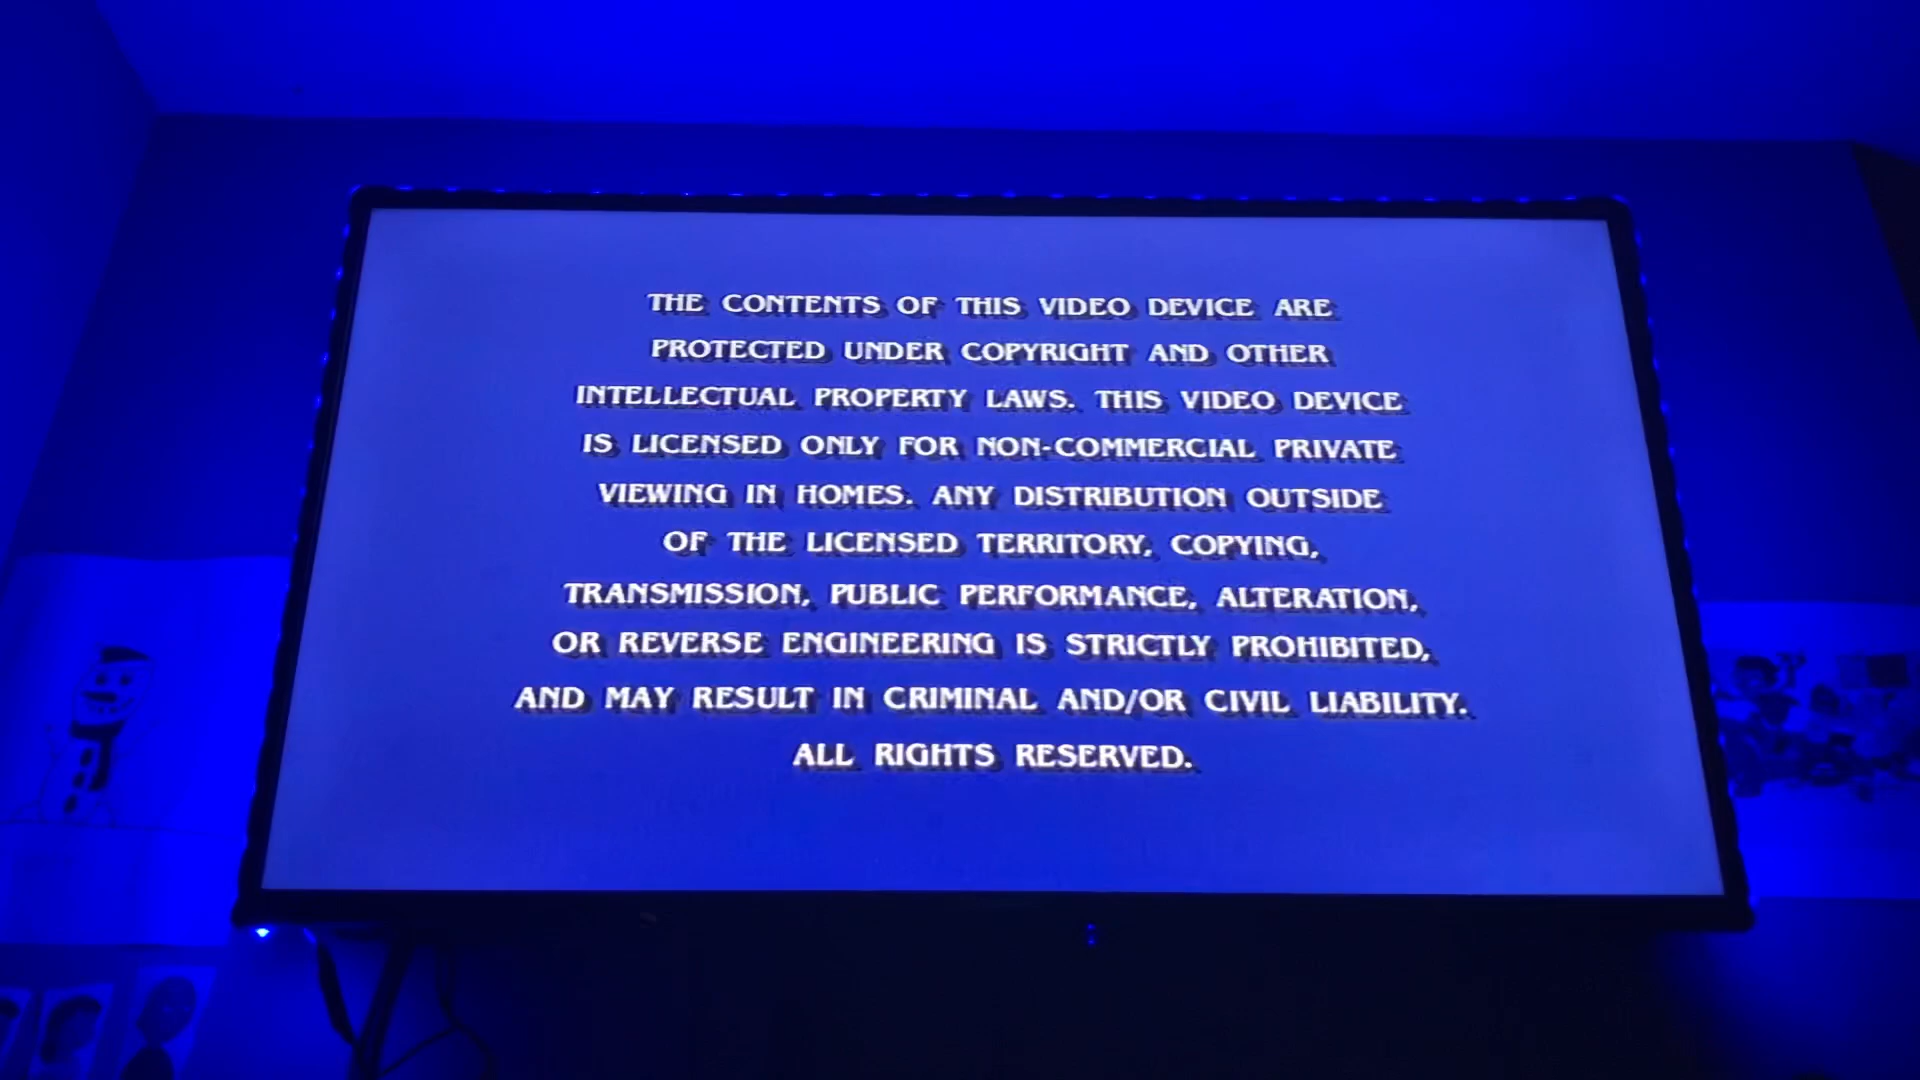 THE CONTENTS OF THIS VIDEO DEVICE ARE
PROTECTED UNDER COPYRIGHT AND OTHER
INTELLECTUAL PROPERTY LAWS. THIS VIDEO DEVICE
IS LICENSED ONLY FOR NON-COMMERCIAL PRIVATE
VIEWING IN HOMES. ANY DISTRIBUTION OUTSIDE
OF THE LICENSED TERRITORY, COPYING,
TRANSMISSION, PUBLIC PERFORMANCE, ALTERATION,
OR REVERSE ENGINEERING IS STRICTLY PROHIBITED,
AND MAY RESULT IN CRIMINAL AND/OR CIVIL LIABILITY.
ALL RIGHTS RESERVED.